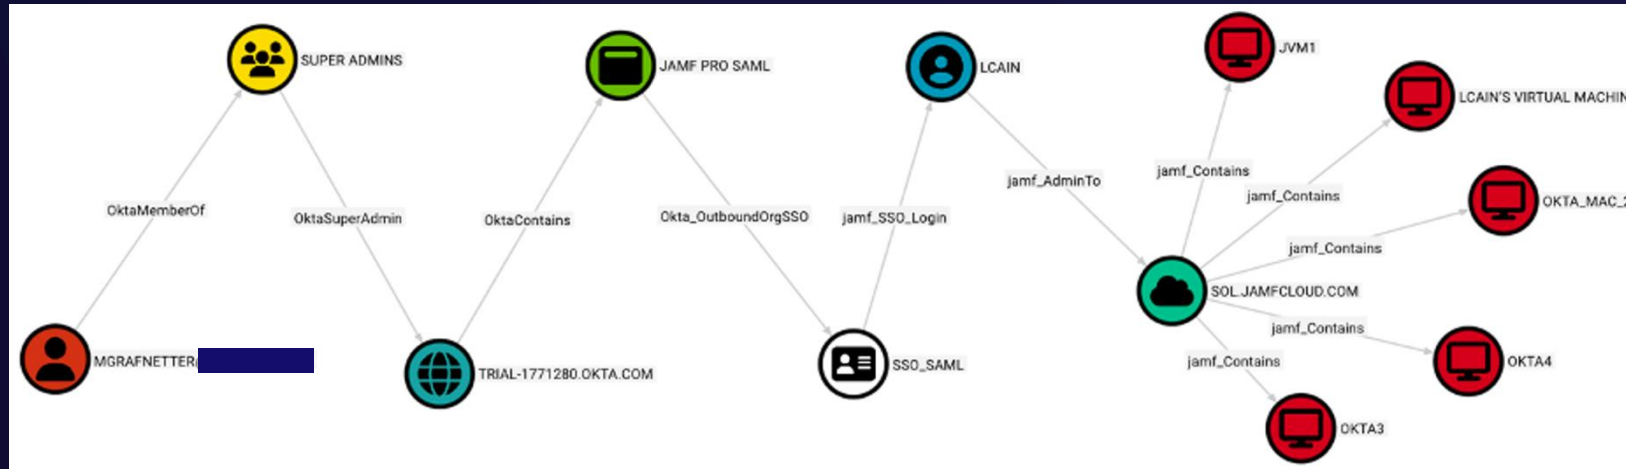 SUPER ADMINS
JAMF PRO SAML
LCAIN
JVM1
LCAIN'S VIRTUAL MACHIN
jamf_AdminTo
jamf_Contains
jamf_Contains
OKTA_MAC_2
OktaMemberOf
OktaSuperAdmin
OktaContains
Okta_OutboundOrgSSO
jamf_SSO_Login
jamf_Contains
SOL.JAMFCLOUD.COM
jamf_Contains
MGRAFNETTER
TRIAL-1771280.OKTA.COM
SSO_SAML
jamf_Contains
OKTA4
OKTA3